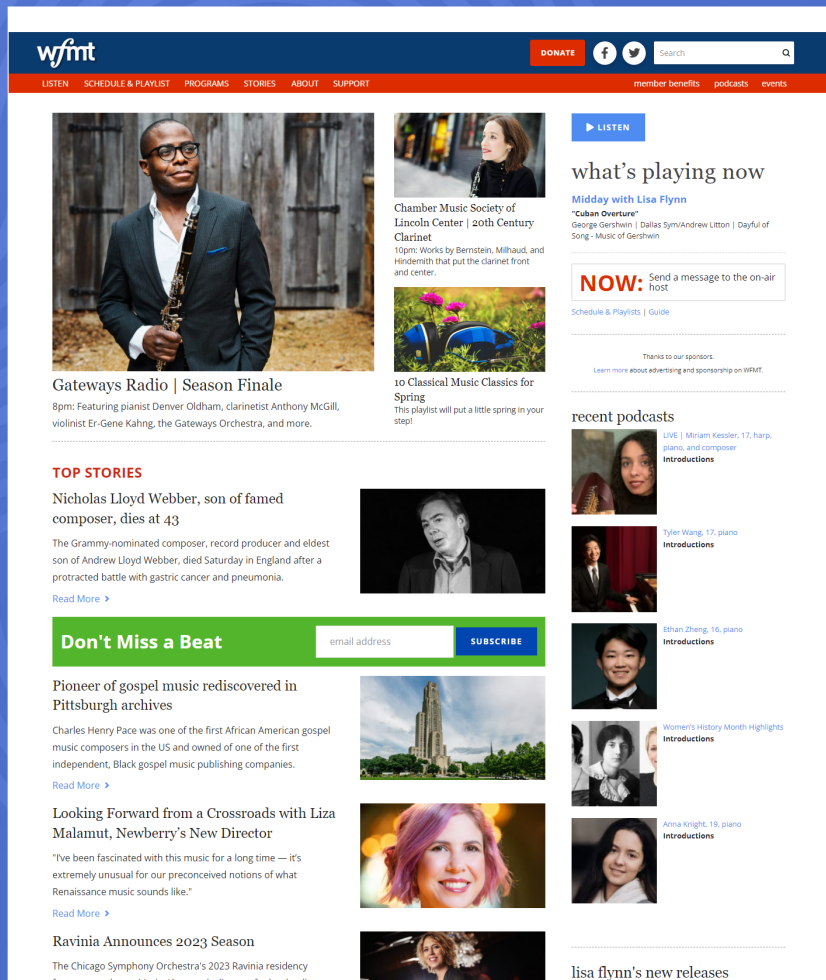 wfmt
DONATE
Search
LISTEN SCHEDULE & PLAYLIST PROGRAMS STORIES ABOUT SUPPORT
member benefits podcasts events
Gateways Radio | Season Finale
8pm: Featuring pianist Denver Oldham, clarinetist Anthony McGill,
violinist Er-Gene Kahng, the Gateways Orchestra, and more.
Chamber Music Society of
Lincoln Center | 20th Century
Clarinet
10pm: Works by Bernstein, Milhaud, and
Hindemith that put the clarinet front
and center.
10 Classical Music Classics for
Spring
This playlist will put a little spring in your
step!
TOP STORIES
Nicholas Lloyd Webber, son of famed
composer, dies at 43
The Grammy-nominated composer, record producer and eldest
son of Andrew Lloyd Webber, died Saturday in England after a
protracted battle with gastric cancer and pneumonia.
Read More
Don't Miss a Beat
email address
SUBSCRIBE
Pioneer of gospel music rediscovered in
Pittsburgh archives
Charles Henry Pace was one of the first African American gospel
music composers in the US and owned of one of the first
independent, Black gospel music publishing companies.
Read More
Looking Forward from a Crossroads with Liza
Malamut, Newberry's New Director
"I've been fascinated with this music for a long time — it's
extremely unusual for our preconceived notions of what
Renaissance music sounds like."
Read More
Ravinia Announces 2023 Season
The Chicago Symphony Orchestra's 2023 Ravinia residency
LISTEN
what's playing now
Midday with Lisa Flynn
"Cuban Overture"
George Gershwin | Dallas Sym/Andrew Litton | Dayful of
Song - Music of Gershwin
NOW: Send a message to the on-air
host
Schedule & Playlists | Guide
Thanks to our sponsors.
Learn more about advertising and sponsorship on WFMT.
recent podcasts
LIVE | Miriam Kessler, 17, harp,
piano, and composer
Introductions
Tyler Wang, 17, piano
Introductions
Ethan Zheng, 16, piano
Introductions
Women's History Month Highlights
Introductions
Anna Knight, 19, piano
Introductions
lisa flynn's new releases